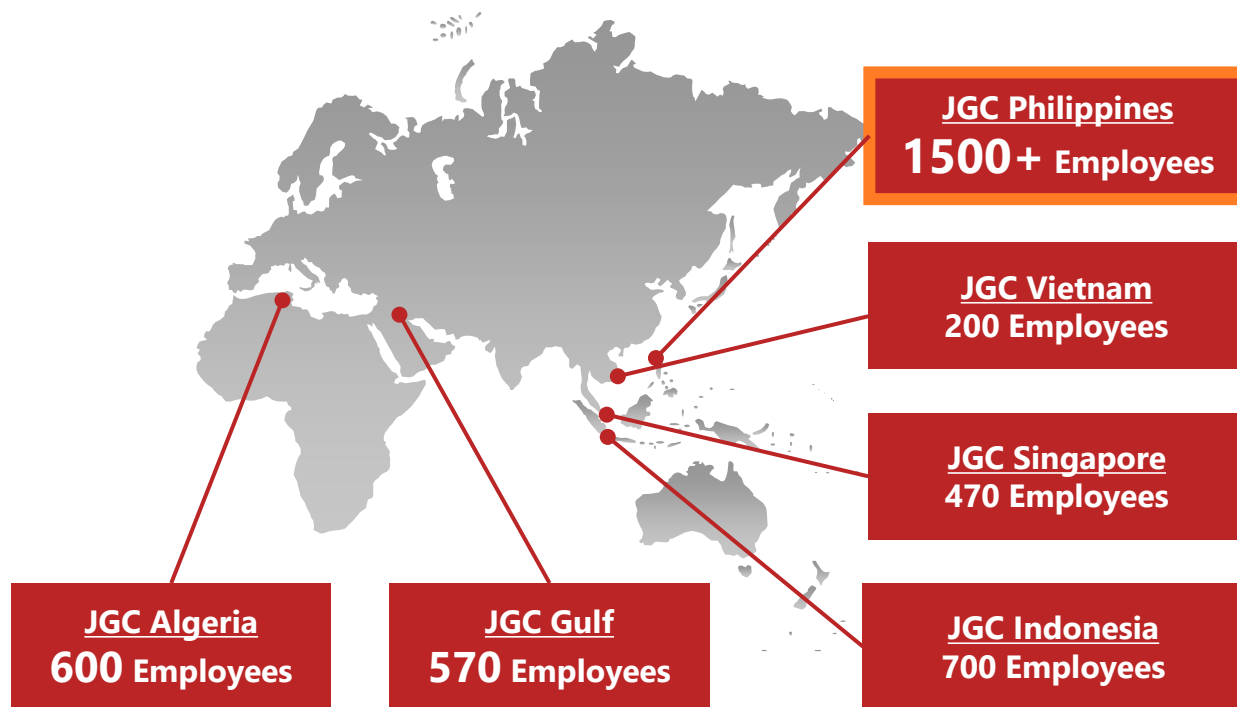 JGC Philippines
1500+ Employees
JGC Vietnam
200 Employees
JGC Singapore
470 Employees
JGC Algeria
600 Employees
JGC Gulf
570 Employees
JGC Indonesia
700 Employees